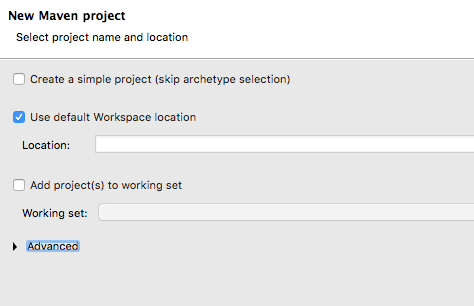 New Maven project
Select project name and location
Create a simple project (skip archetype selection)
Use default Workspace location
Location:
Add project(s) to working set
Working set:
Advanced